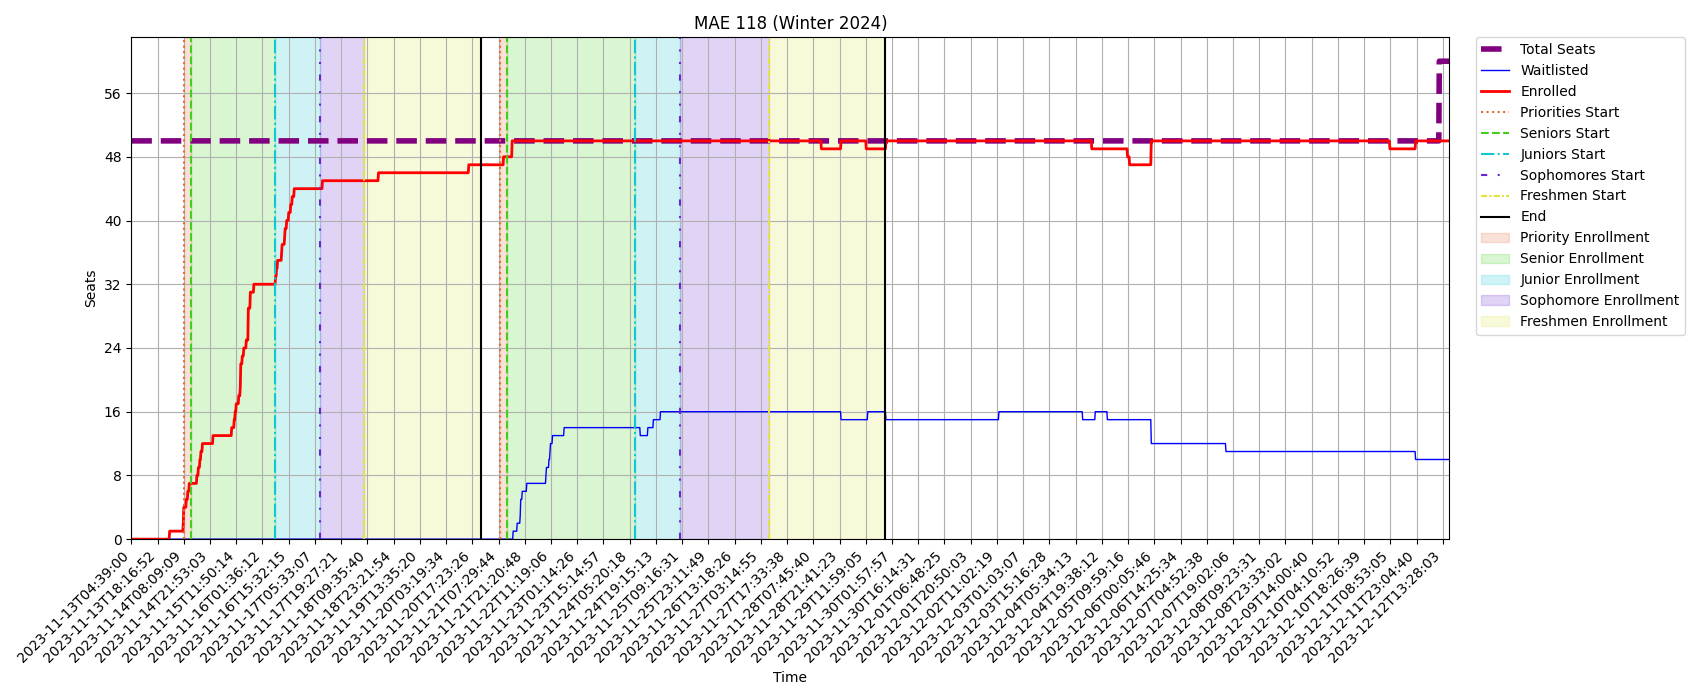 MAE 118 (Winter 2024)
Total Seats
Waitlisted
Enrolled
Priorities Start
Seniors Start
Juniors Start
Sophomores Start
Freshmen Start
End
Priority Enrollment
Senior Enrollment
Junior Enrollment
Sophomore Enrollment
Freshmen Enrollment
Seats
56
48
40
32
24
16
8
0
2023-11-13T04:39:00
2023-11-13T18:16:52
2023-11-14T08:09:09
2023-11-14T21:53:03
2023-11-15T11:50:14
2023-11-16T01:36:12
2023-11-16T15:32:15
2023-11-17T05:33:07
2023-11-17T19:27:21
2023-11-18T09:35:40
2023-11-18T23:21:54
2023-11-19T13:35:20
2023-11-20T03:19:34
2023-11-20T17:23:26
2023-11-21T07:29:44
2023-11-21T21:20:48
2023-11-22T11:19:06
2023-11-23T01:14:26
2023-11-23T15:14:57
2023-11-24T05:20:18
2023-11-24T19:15:13
2023-11-25T09:16:31
2023-11-25T23:11:49
2023-11-26T13:18:26
2023-11-27T03:14:55
2023-11-27T17:33:38
2023-11-28T07:45:40
2023-11-28T21:41:23
2023-11-29T11:59:05
2023-11-30T01:57:57
2023-11-30T16:14:31
2023-12-01T06:48:25
2023-12-01T20:50:03
2023-12-02T11:02:19
2023-12-03T01:03:07
2023-12-03T15:16:28
2023-12-04T05:34:13
2023-12-04T19:38:12
2023-12-05T09:59:16
2023-12-06T00:05:46
2023-12-06T14:25:34
2023-12-07T04:52:38
2023-12-07T19:02:06
2023-12-08T09:23:31
2023-12-08T23:33:02
2023-12-09T14:00:40
2023-12-10T04:10:52
2023-12-10T18:26:39
2023-12-11T08:53:05
2023-12-11T23:04:40
2023-12-12T13:28:03
Time